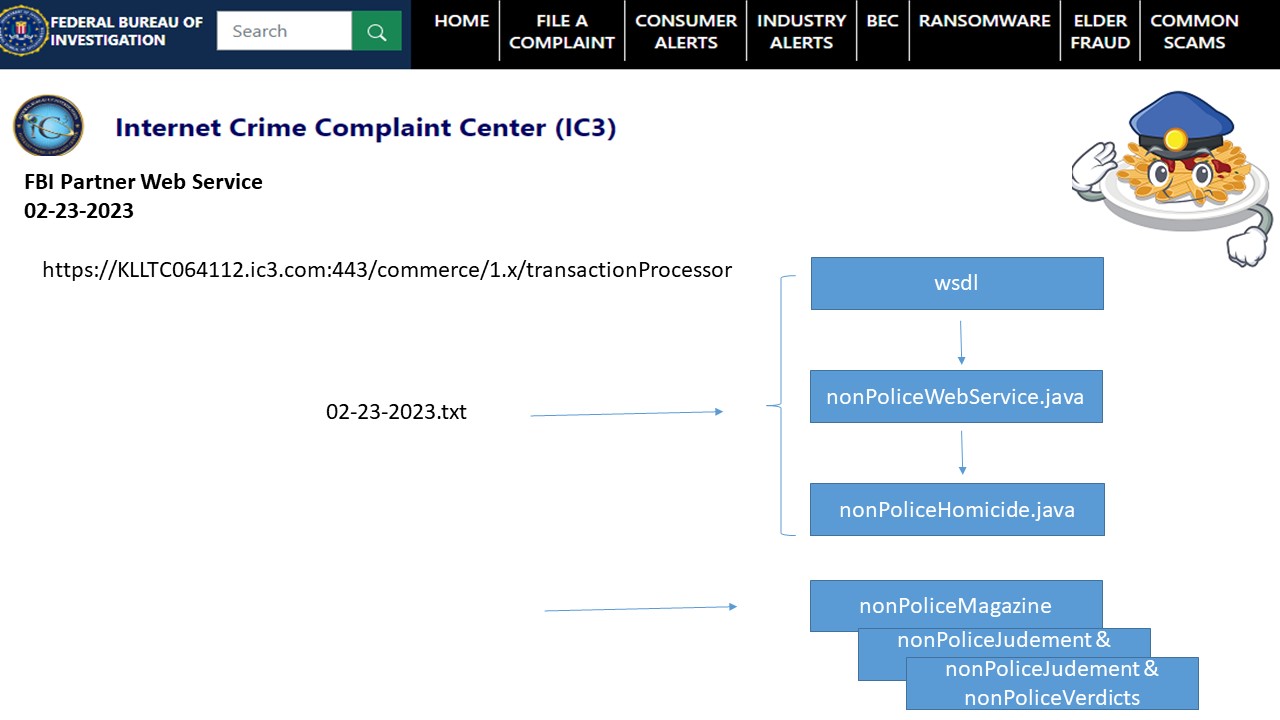 FEDERAL BUREAU OF
INVESTIGATION
Search
HOME
FILE A
COMPLAINT
CONSUMER
ALERTS
INDUSTRY
ALERTS
BEC
RANSOMWARE
ELDER
FRAUD
COMMON
SCAMS
Internet Crime Complaint Center (IC3)
FBI Partner Web Service
02-23-2023
https://KLLTC064112.ic3.com:443/commerce/1.x/transactionProcessor
wsdl
nonPoliceWebService.java
02-23-2023.txt
nonPoliceHomicide.java
nonPoliceMagazine
nonPoliceJudement &
nonPoliceJudement &
nonPoliceVerdicts